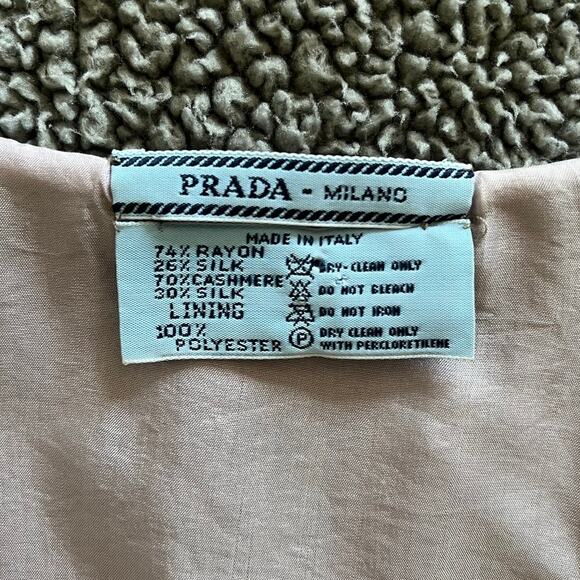 PRADA - MILANO
MADE IN ITALY
74% RAYON
26% SILK DRY-CLEAN ONLY
70% CASHMERE DO NOT BLEACH
30% SILK
LINING DO NOT IRON
100% P DRY CLEAN ONLY
POLYESTER WITH PERCLORETILENE